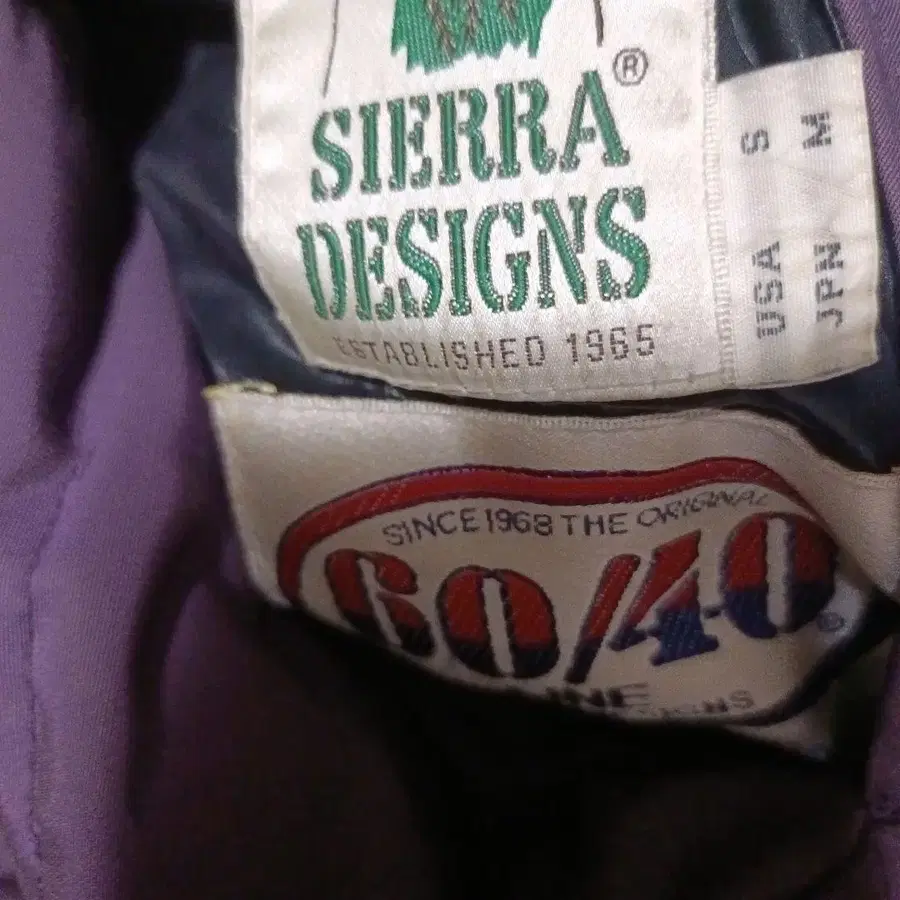 ®
SIERRA
DESIGNS
ESTABLISHED 1965
USA S
JPN M
SINCE 1968 THE ORIGINAL
60/40
®